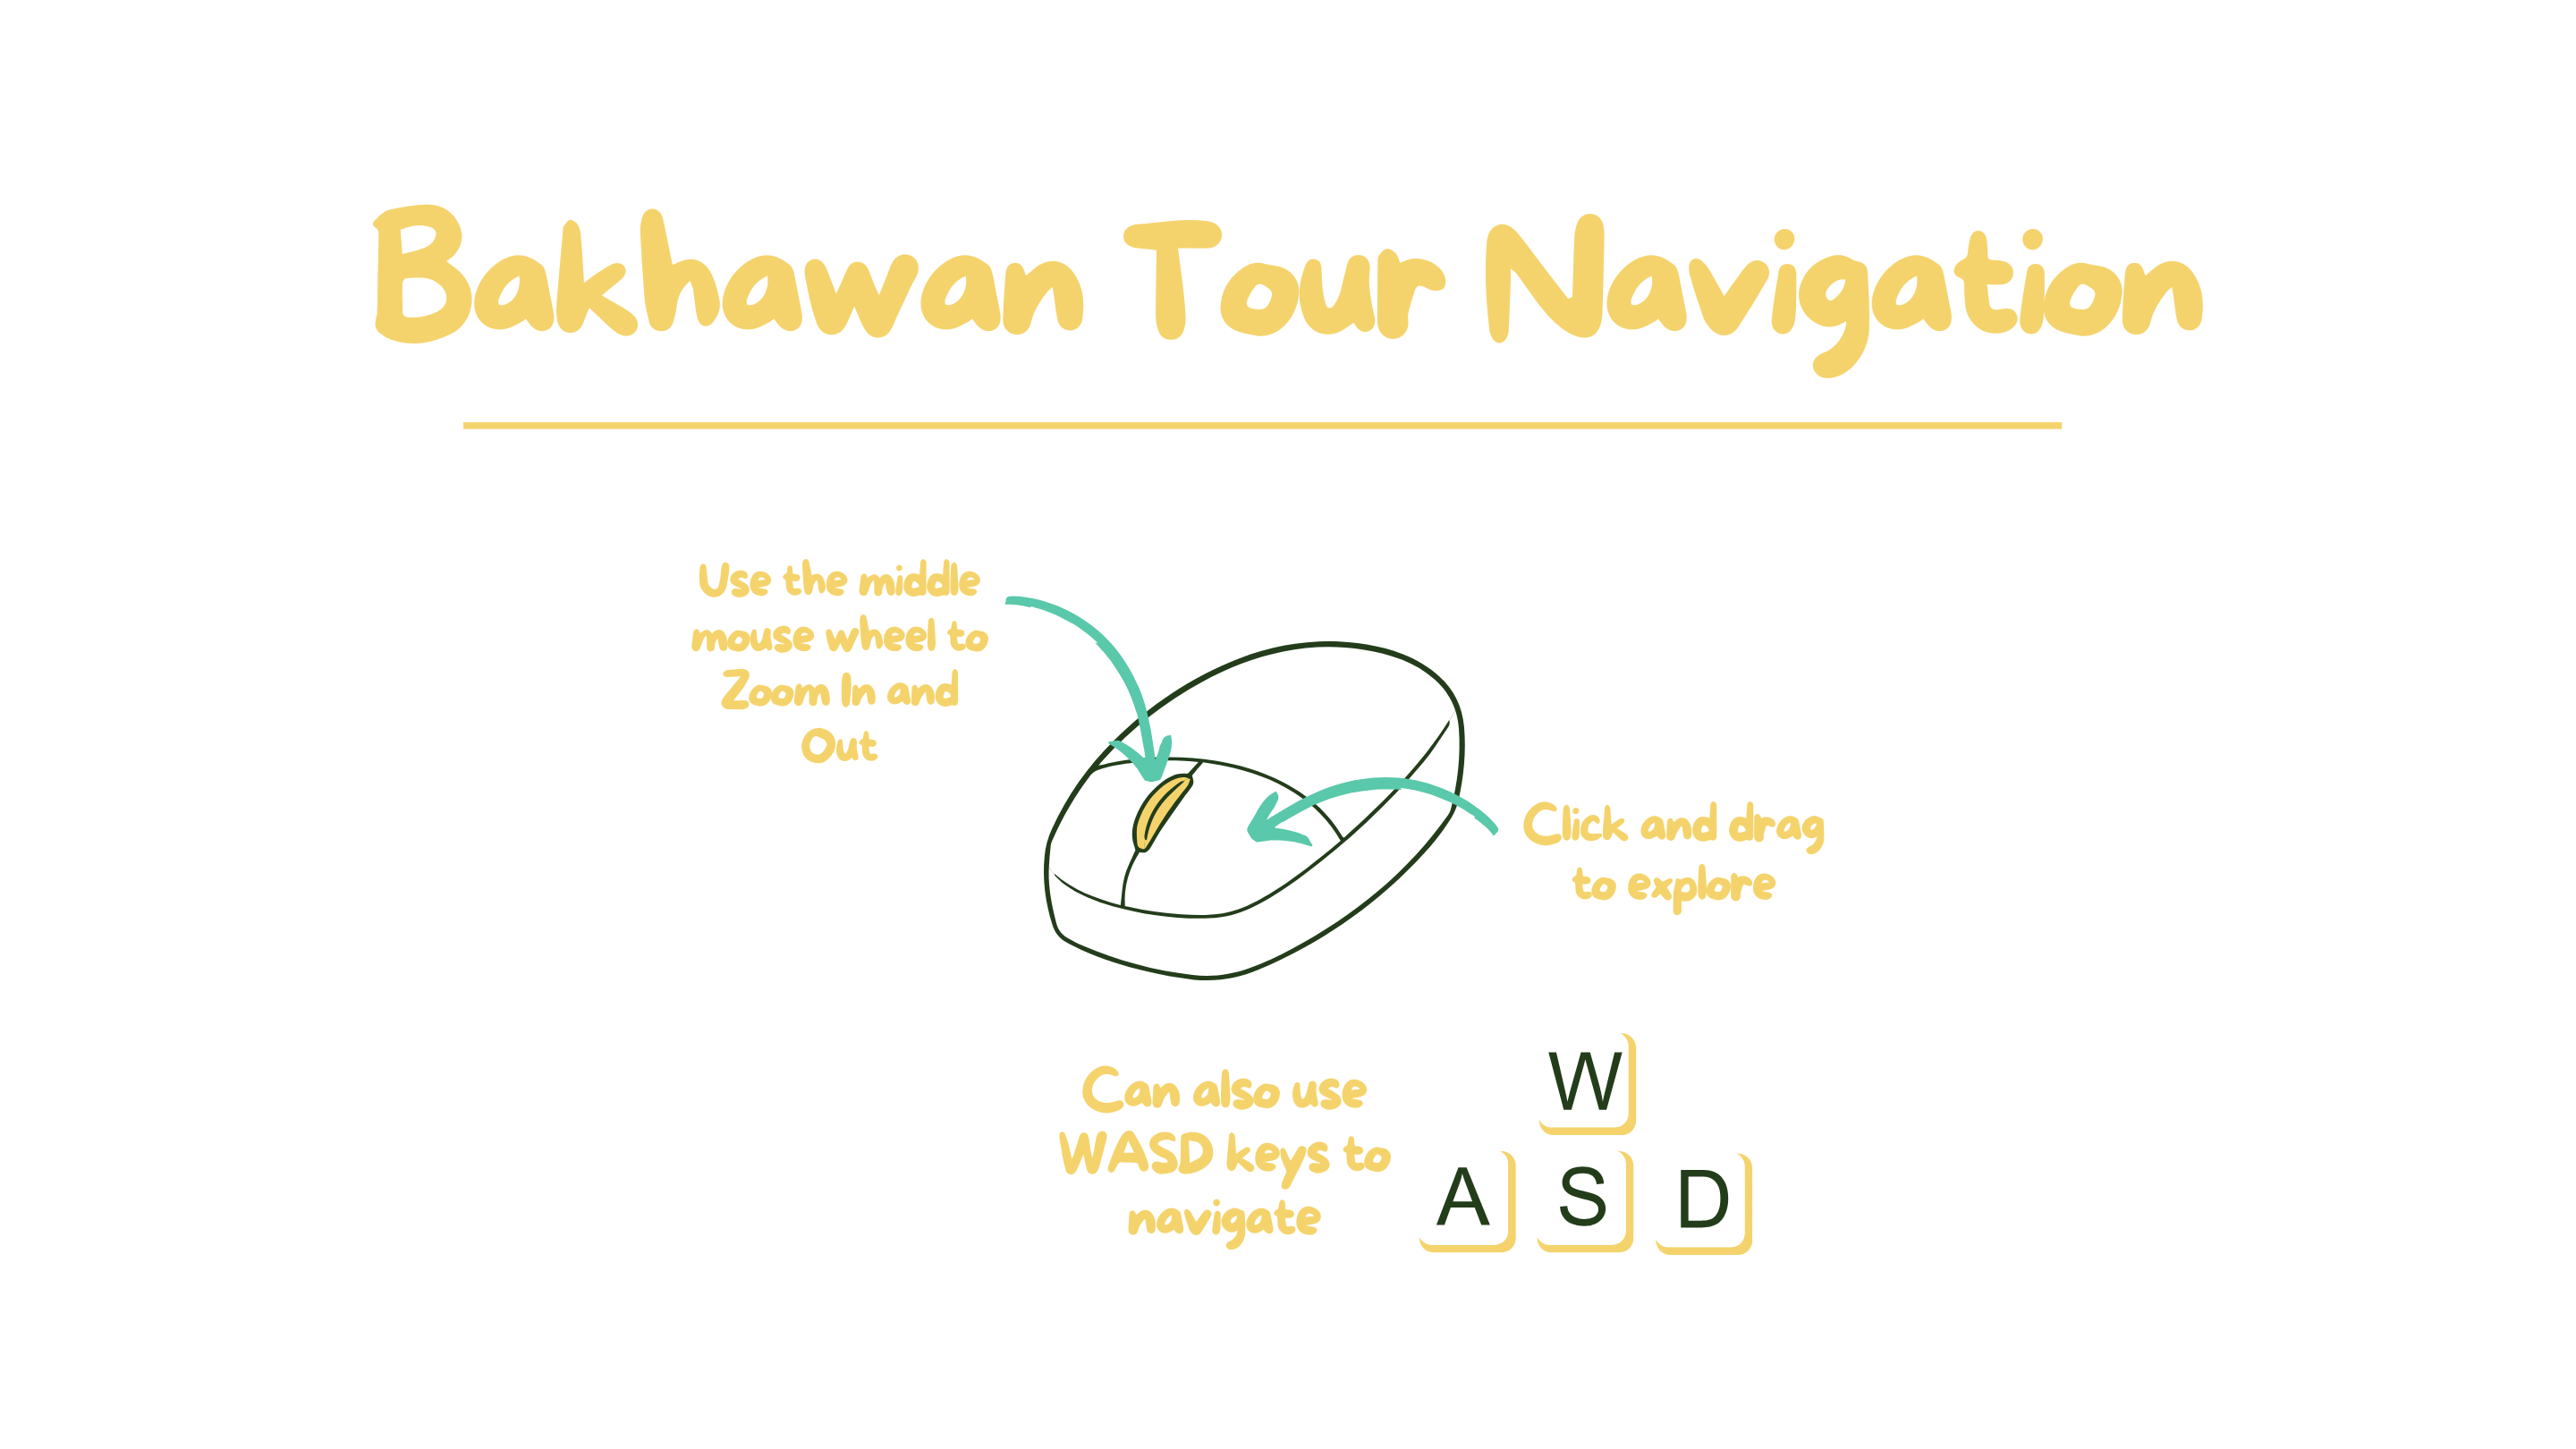 Bakhawan Tour Navigation
Use the middle
mouse wheel to
Zoom In and
Out
Click and drag
to explore
Can also use
WASD keys to
navigate
W
A S D